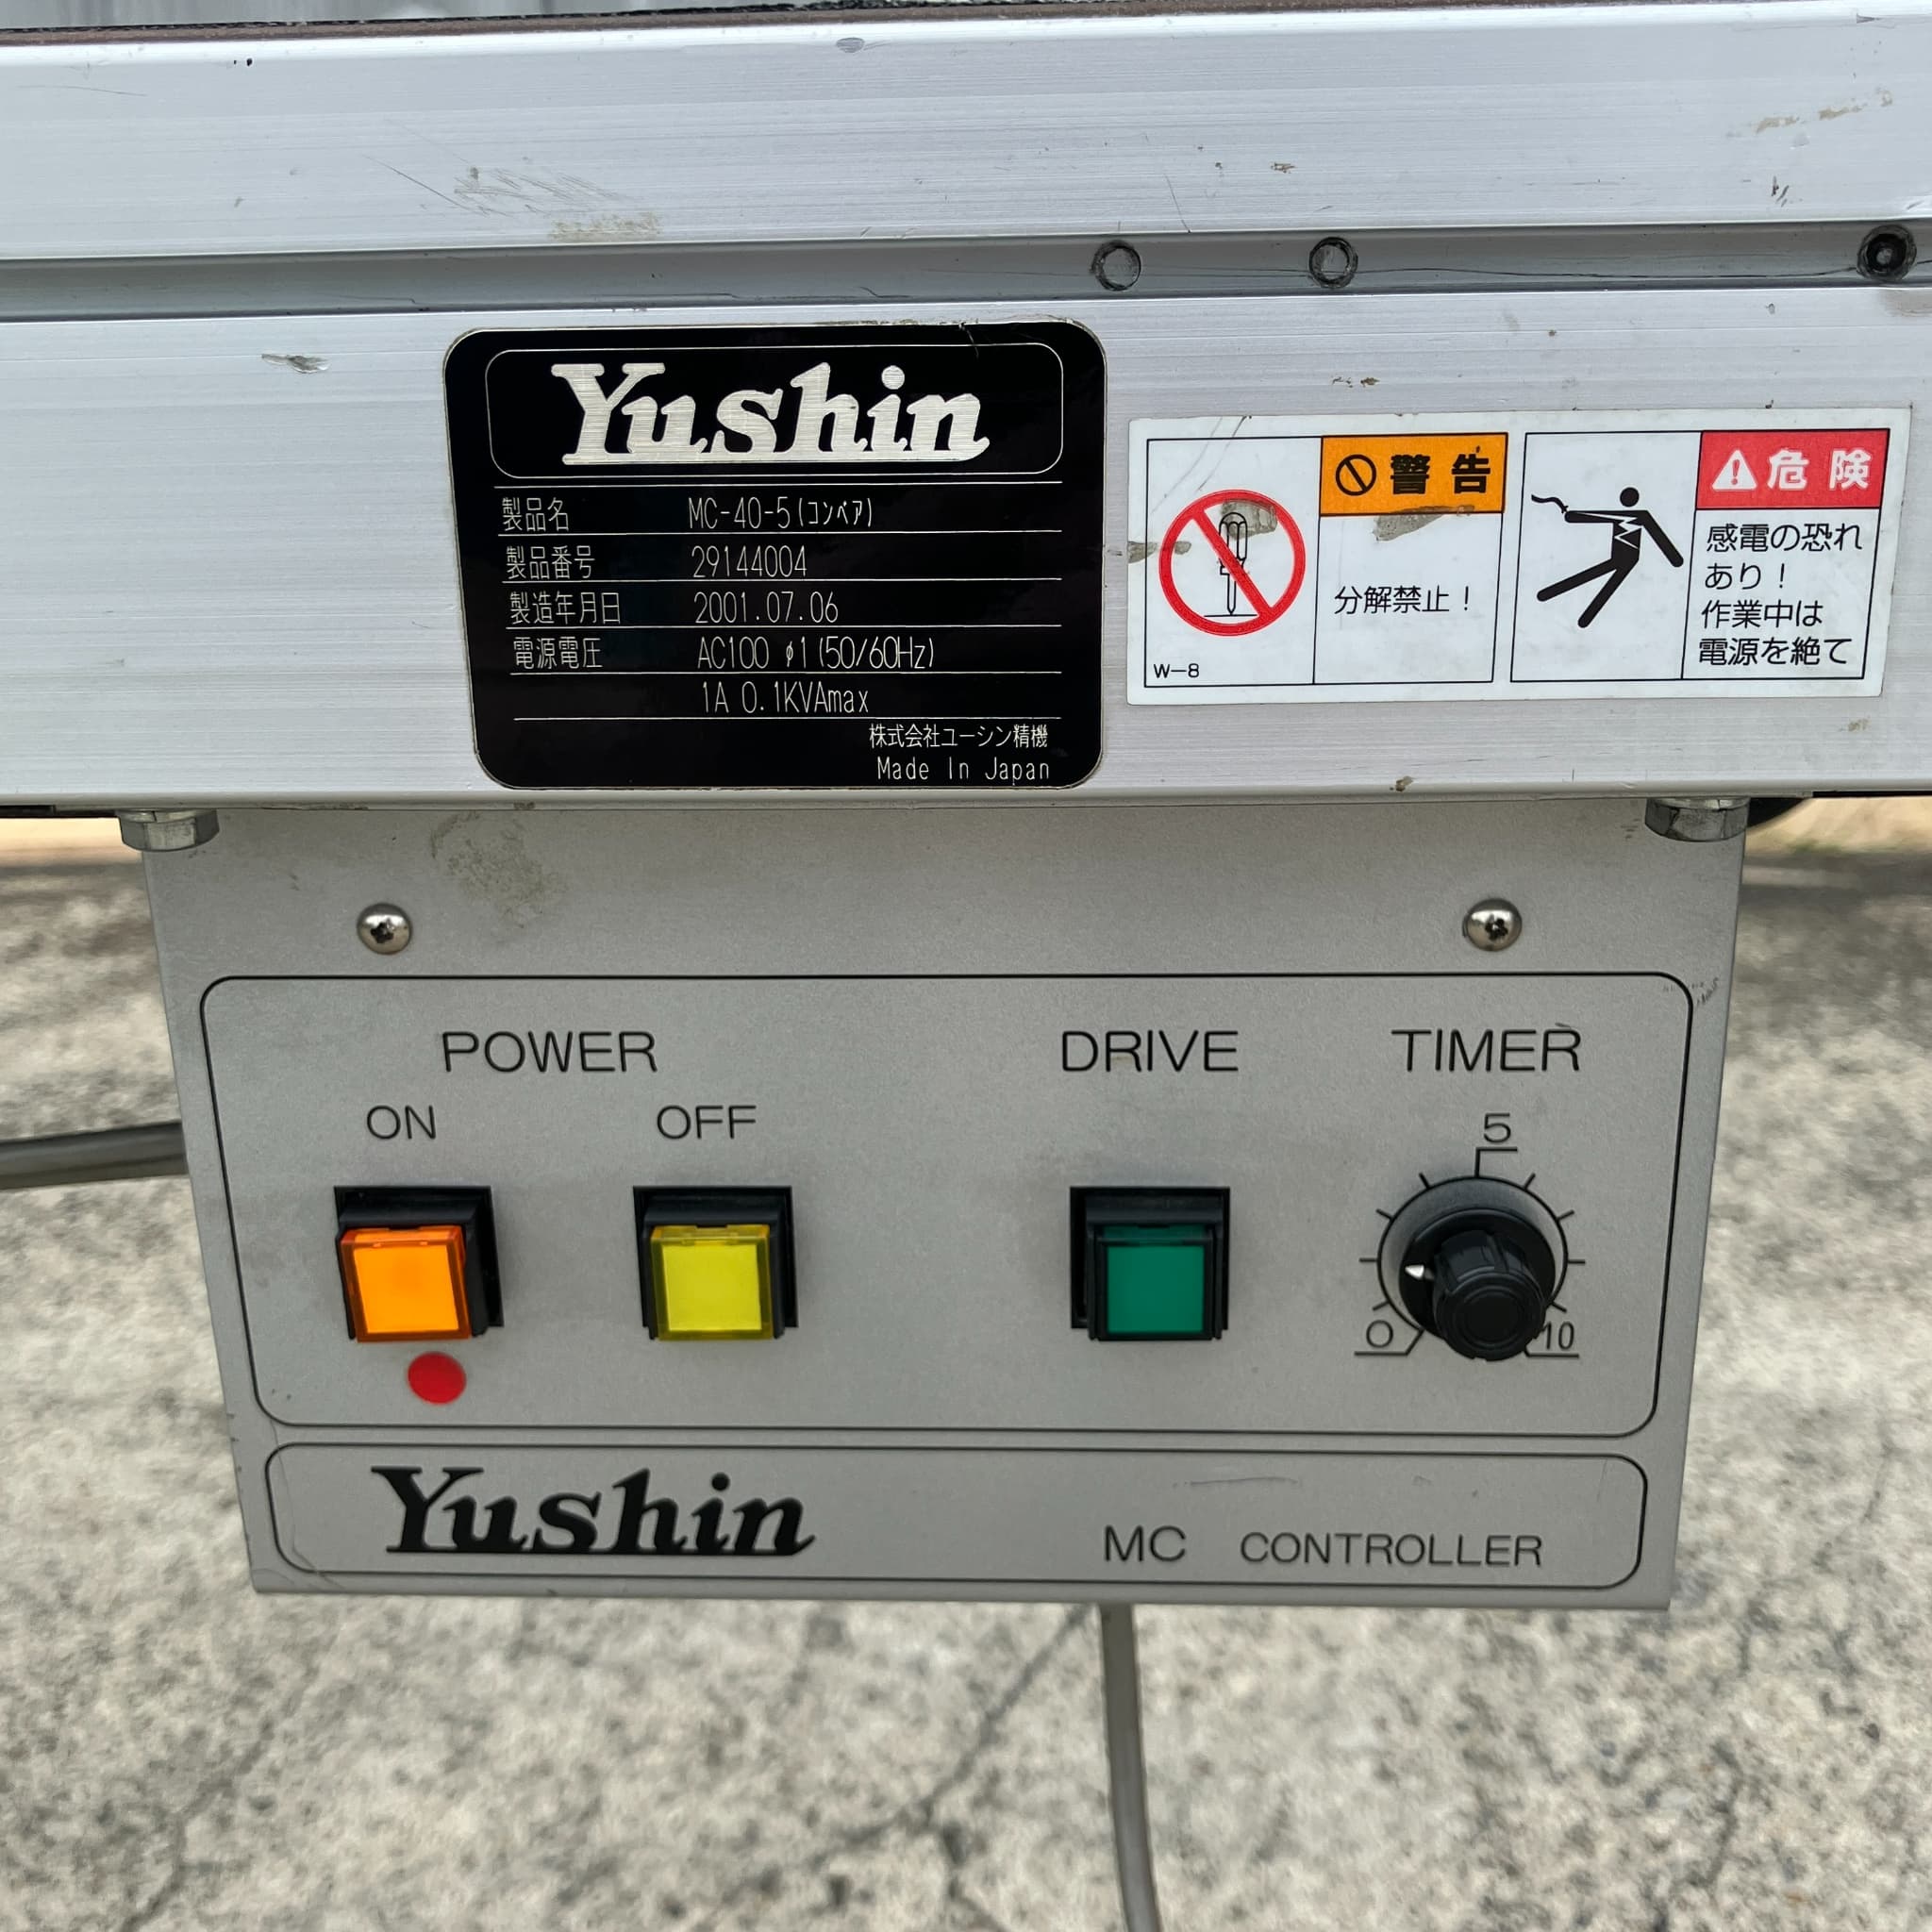 Yushin
製品名 MC-40-5(コンベア)
製品番号 29144004
製造年月日 2001.07.06
電源電圧 AC100 φ1(50/60Hz)
1A 0.1KVAmax
株式会社ユーシン精機
Made In Japan
警告
分解禁止！
W-8
危険
感電の恐れ
あり！
作業中は
電源を絶て
POWER DRIVE TIMER
ON OFF
5
0 10
Yushin MC CONTROLLER